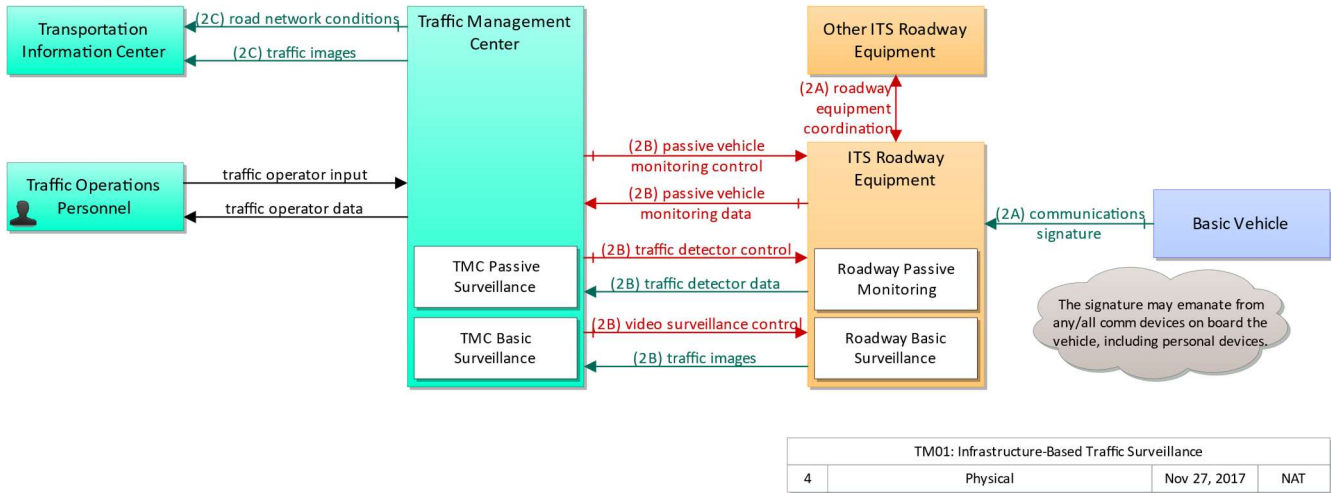 Transportation
Information Center
(2C) road network conditions
(2C) traffic images
Traffic Management
Center
Other ITS Roadway
Equipment
(2A) roadway
equipment
coordination
Traffic Operations
Personnel
traffic operator input
traffic operator data
(2B) passive vehicle
monitoring control
(2B) passive vehicle
monitoring data
ITS Roadway
Equipment
(2A) communications
signature
Basic Vehicle
TMC Passive
Surveillance
(2B) traffic detector control
(2B) traffic detector data
Roadway Passive
Monitoring
TMC Basic
Surveillance
(2B) video surveillance control
(2B) traffic images
Roadway Basic
Surveillance
The signature may emanate from
any/all comm devices on board the
vehicle, including personal devices.
TM01: Infrastructure-Based Traffic Surveillance
4 Physical Nov 27, 2017 NAT